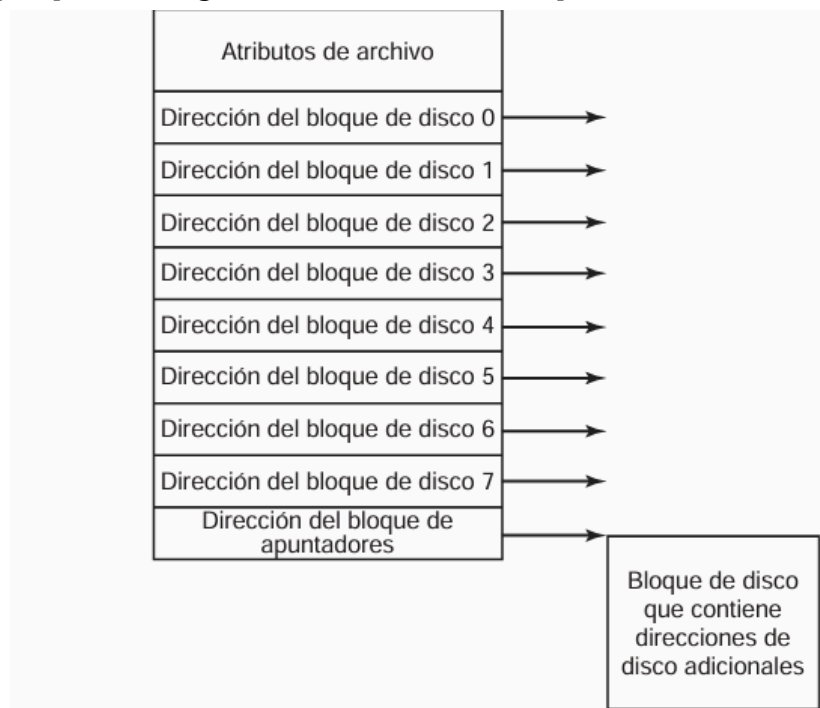 Atributos de archivo
Dirección del bloque de disco 0
Dirección del bloque de disco 1
Dirección del bloque de disco 2
Dirección del bloque de disco 3
Dirección del bloque de disco 4
Dirección del bloque de disco 5
Dirección del bloque de disco 6
Dirección del bloque de disco 7
Dirección del bloque de
apuntadores
Bloque de disco
que contiene
direcciones de
disco adicionales